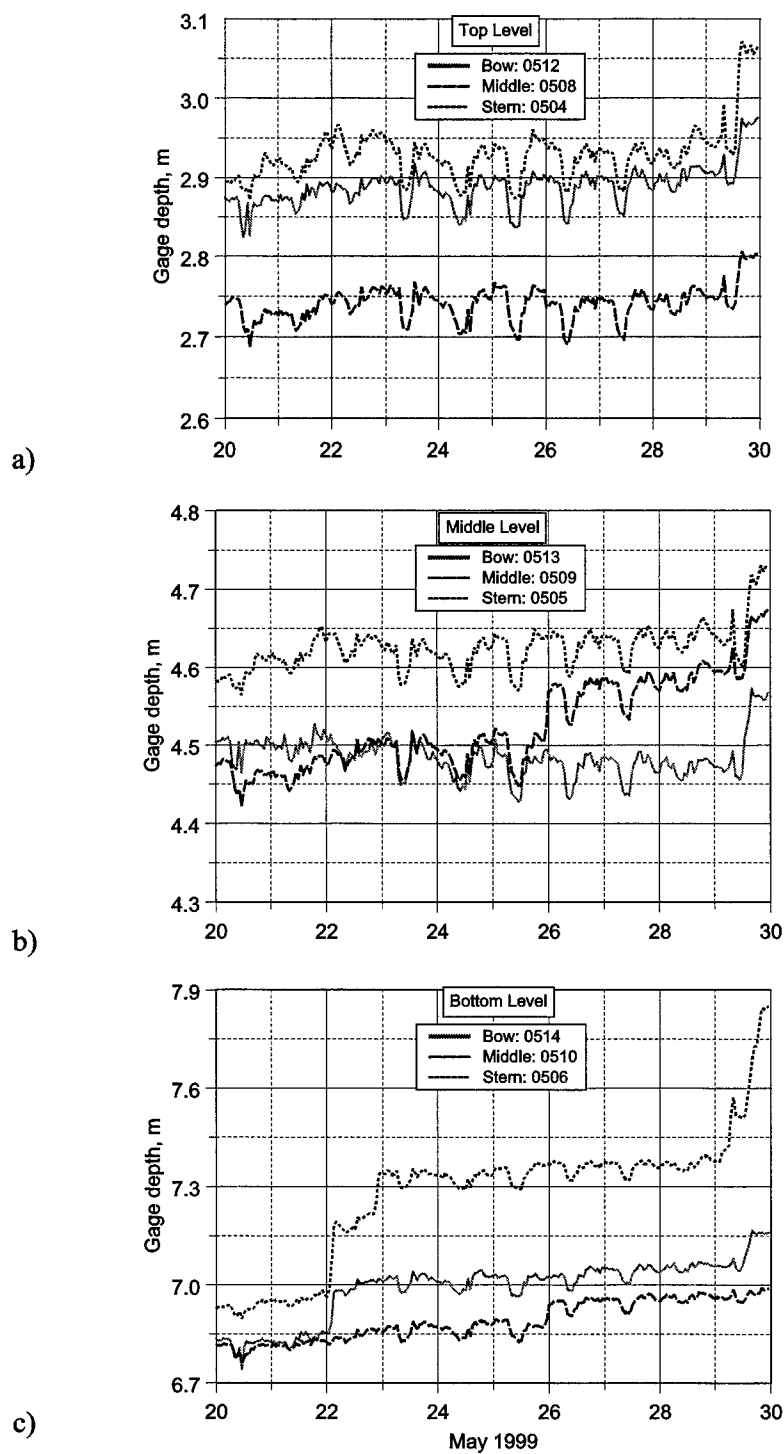 Top Level
Bow: 0512
Middle: 0508
Stern: 0504
Gage depth, m
3.1
3.0
2.9
2.8
2.7
2.6
20 22 24 26 28 30
a)
Middle Level
Bow: 0513
Middle: 0509
Stern: 0505
Gage depth, m
4.8
4.7
4.6
4.5
4.4
4.3
20 22 24 26 28 30
b)
Bottom Level
Bow: 0514
Middle: 0510
Stern: 0506
Gage depth, m
7.9
7.6
7.3
7.0
6.7
20 22 24 26 28 30
c)
May 1999